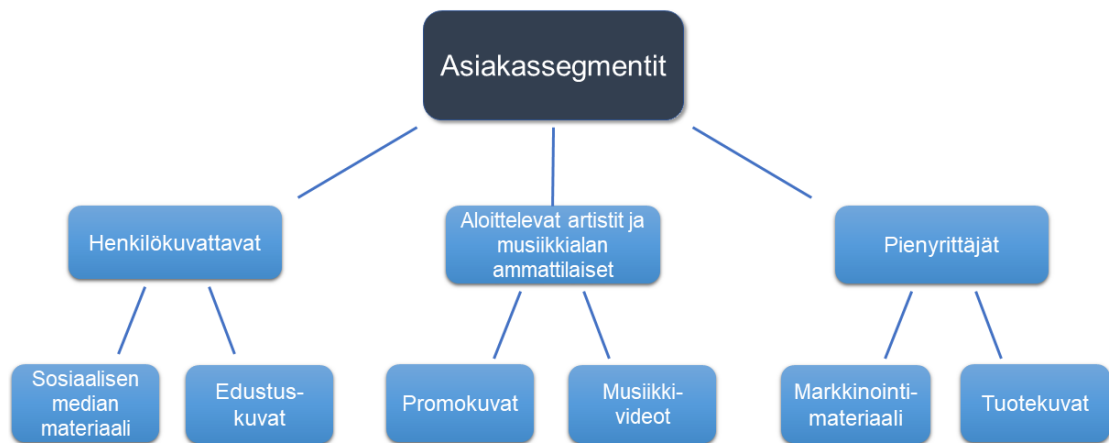 Asiakassegmentit
Henkilökuvattavat
Aloittelevat artistit ja
musiikkialan
ammattilaiset
Pienyrittäjät
Sosiaalisen
median
materiaali
Edustus-
kuvat
Promokuvat
Musiikki-
videot
Markkinointi-
materiaali
Tuotekuvat